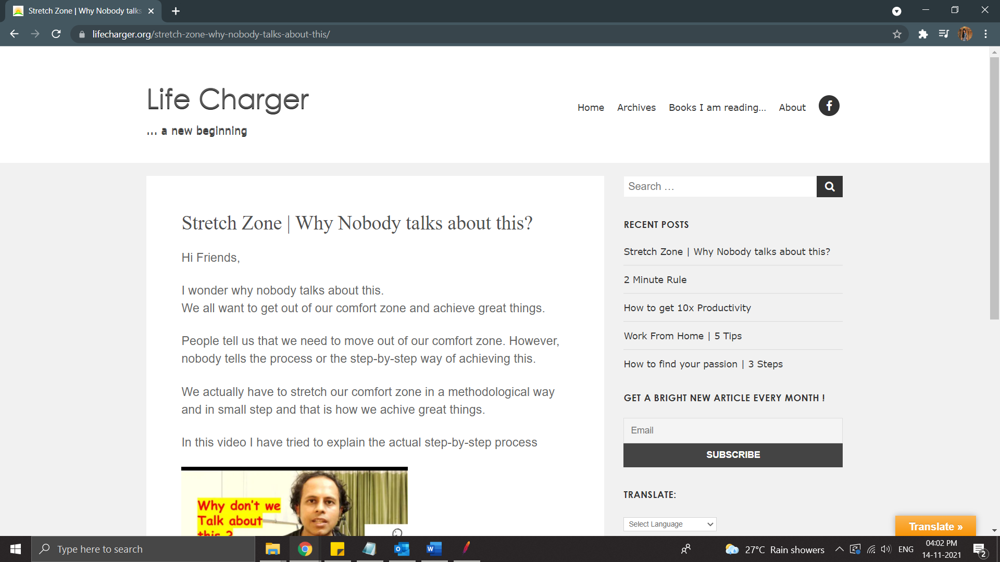 Stretch Zone | Why Nobody talks
lifecharger.org/stretch-zone-why-nobody-talks-about-this/
Life Charger
... a new beginning
Home
Archives
Books I am reading...
About
Stretch Zone | Why Nobody talks about this?
Hi Friends,
I wonder why nobody talks about this.
We all want to get out of our comfort zone and achieve great things.
People tell us that we need to move out of our comfort zone. However,
nobody tells the process or the step-by-step way of achieving this.
We actually have to stretch our comfort zone in a methodological way
and in small step and that is how we achive great things.
In this video I have tried to explain the actual step-by-step process
Why don't we
Talk about
this ?
Search …
RECENT POSTS
Stretch Zone | Why Nobody talks about this?
2 Minute Rule
How to get 10x Productivity
Work From Home | 5 Tips
How to find your passion | 3 Steps
GET A BRIGHT NEW ARTICLE EVERY MONTH !
Email
SUBSCRIBE
TRANSLATE:
Select Language
Translate »
Type here to search
27°C Rain showers
ENG
04:02 PM
14-11-2021
2